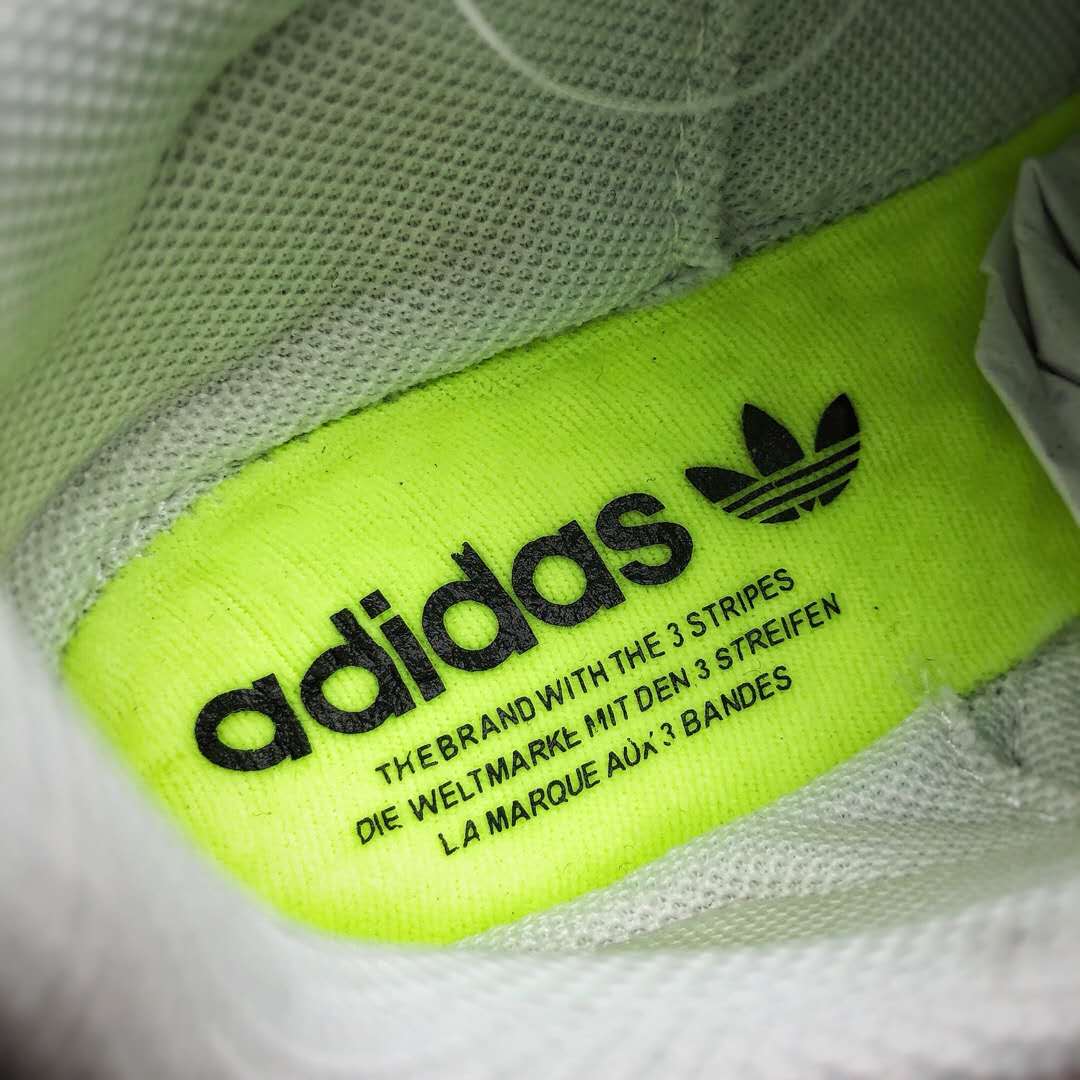 adidas
THE BRAND WITH THE 3 STRIPES
DIE WELTMARKE MIT DEN 3 STREIFEN
LA MARQUE AUX 3 BANDES